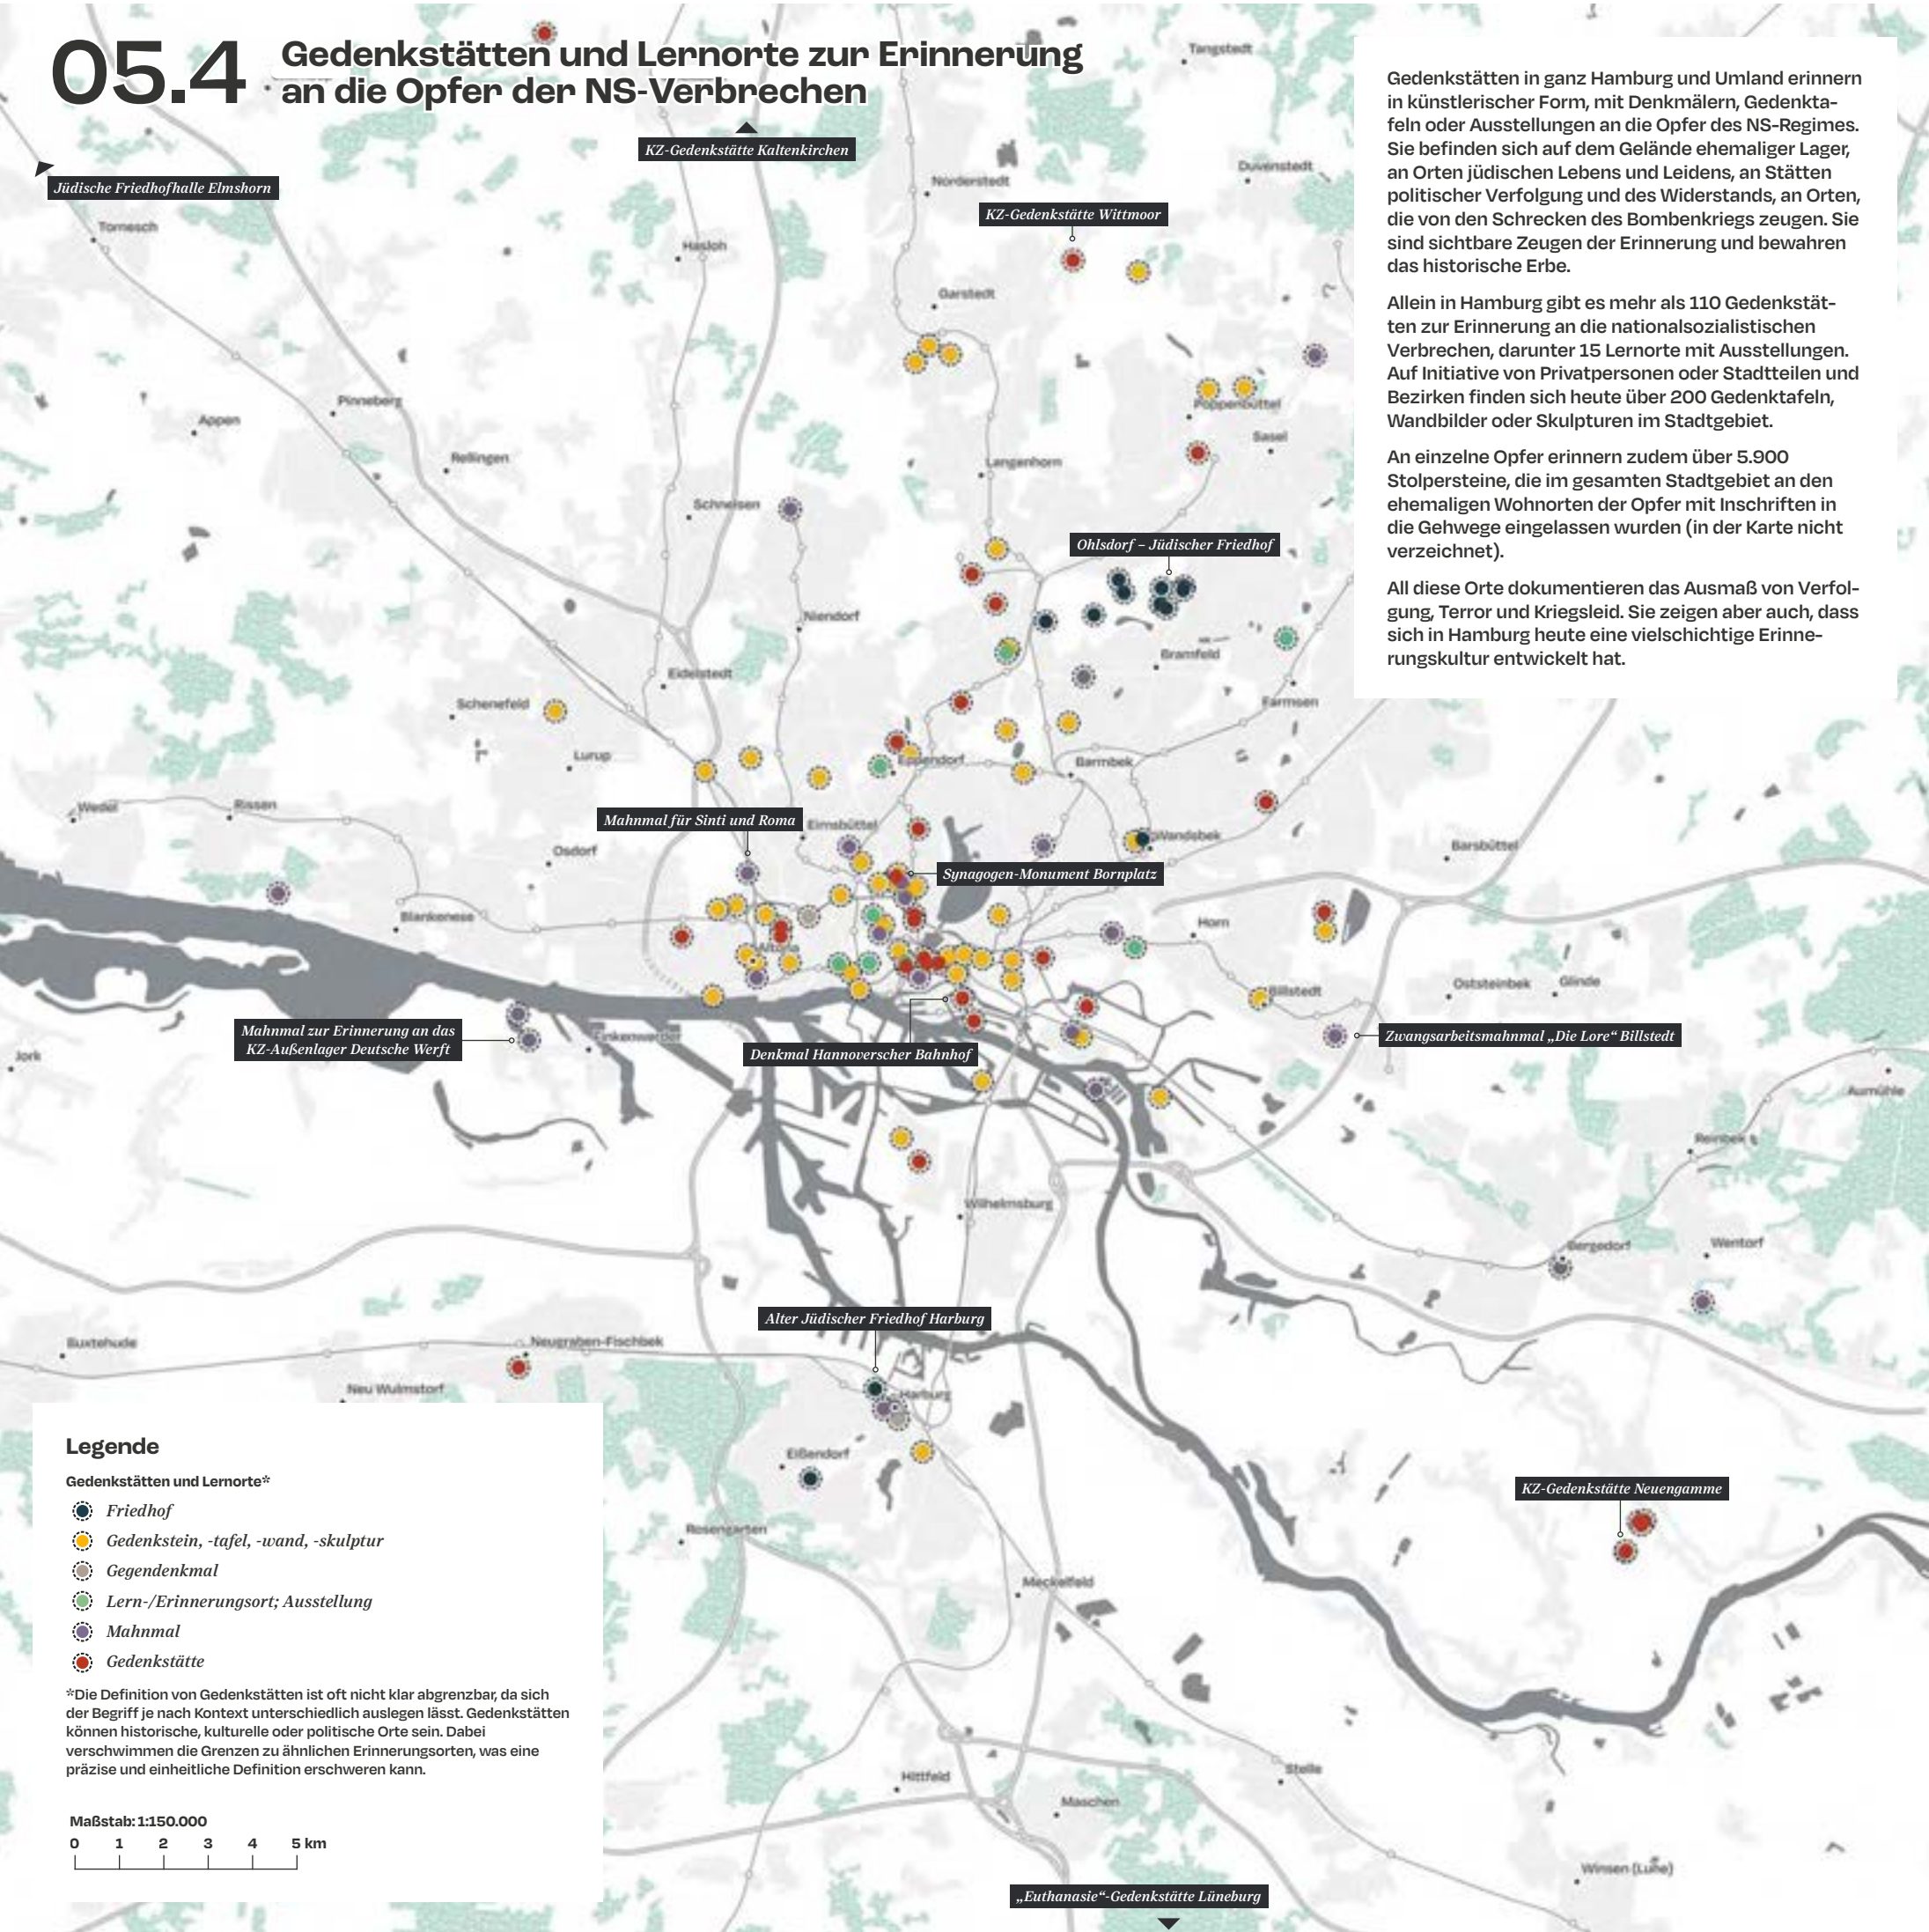 05.4
Gedenkstätten und Lernorte zur Erinnerung
an die Opfer der NS-Verbrechen
Gedenkstätten in ganz Hamburg und Umland erinnern
in künstlerischer Form, mit Denkmälern, Gedenkta-
feln oder Ausstellungen an die Opfer des NS-Regimes.
Sie befinden sich auf dem Gelände ehemaliger Lager,
an Orten jüdischen Lebens und Leidens, an Stätten
politischer Verfolgung und des Widerstands, an Orten,
die von den Schrecken des Bombenkriegs zeugen. Sie
sind sichtbare Zeugen der Erinnerung und bewahren
das historische Erbe.
Allein in Hamburg gibt es mehr als 110 Gedenkstät-
ten zur Erinnerung an die nationalsozialistischen
Verbrechen, darunter 15 Lernorte mit Ausstellungen.
Auf Initiative von Privatpersonen oder Stadtteilen und
Bezirken finden sich heute über 200 Gedenktafeln,
Wandbilder oder Skulpturen im Stadtgebiet.
An einzelne Opfer erinnern zudem über 5.900
Stolpersteine, die im gesamten Stadtgebiet an den
ehemaligen Wohnorten der Opfer mit Inschriften in
die Gehwege eingelassen wurden (in der Karte nicht
verzeichnet).
All diese Orte dokumentieren das Ausmaß von Verfol-
gung, Terror und Kriegsleid. Sie zeigen aber auch, dass
sich in Hamburg heute eine vielschichtige Erinne-
rungskultur entwickelt hat.
Tangstedt
KZ-Gedenkstätte Kaltenkirchen
Duvenstedt
Jüdische Friedhofhalle Elmshorn
Norderstedt
KZ-Gedenkstätte Wittmoor
Tornesch
Hasloh
Garstedt
Pinneberg
Poppenbüttel
Appen
Sasel
Rellingen
Langenhorn
Schnelsen
Ohlsdorf – Jüdischer Friedhof
Niendorf
Bramfeld
Eidelstedt
Schenefeld
Farmsen
Lurup
Eppendorf
Barmbek
Wedel
Rissen
Mahnmal für Sinti und Roma
Eimsbüttel
Wandsbek
Osdorf
Barsbüttel
Synagogen-Monument Bornplatz
Blankenese
Horn
Altona
Oststeinbek
Glinde
Billstedt
Mahnmal zur Erinnerung an das
KZ-Außenlager Deutsche Werft
Finkenwerder
Denkmal Hannoverscher Bahnhof
Zwangsarbeitsmahnmal „Die Lore“ Billstedt
Jork
Aumühle
Reinbek
Wilhelmsburg
Bergedorf
Wentorf
Alter Jüdischer Friedhof Harburg
Buxtehude
Neugraben-Fischbek
Neu Wulmstorf
Harburg
Eißendorf
KZ-Gedenkstätte Neuengamme
Rosengarten
Meckelfeld
Hittfeld
Stelle
Maschen
Winsen (Luhe)
„Euthanasie“-Gedenkstätte Lüneburg
Legende
Gedenkstätten und Lernorte*
Friedhof
Gedenkstein, -tafel, -wand, -skulptur
Gegendenkmal
Lern-/Erinnerungsort; Ausstellung
Mahnmal
Gedenkstätte
*Die Definition von Gedenkstätten ist oft nicht klar abgrenzbar, da sich
der Begriff je nach Kontext unterschiedlich auslegen lässt. Gedenkstätten
können historische, kulturelle oder politische Orte sein. Dabei
verschwimmen die Grenzen zu ähnlichen Erinnerungsorten, was eine
präzise und einheitliche Definition erschweren kann.
Maßstab: 1:150.000
0 1 2 3 4 5 km